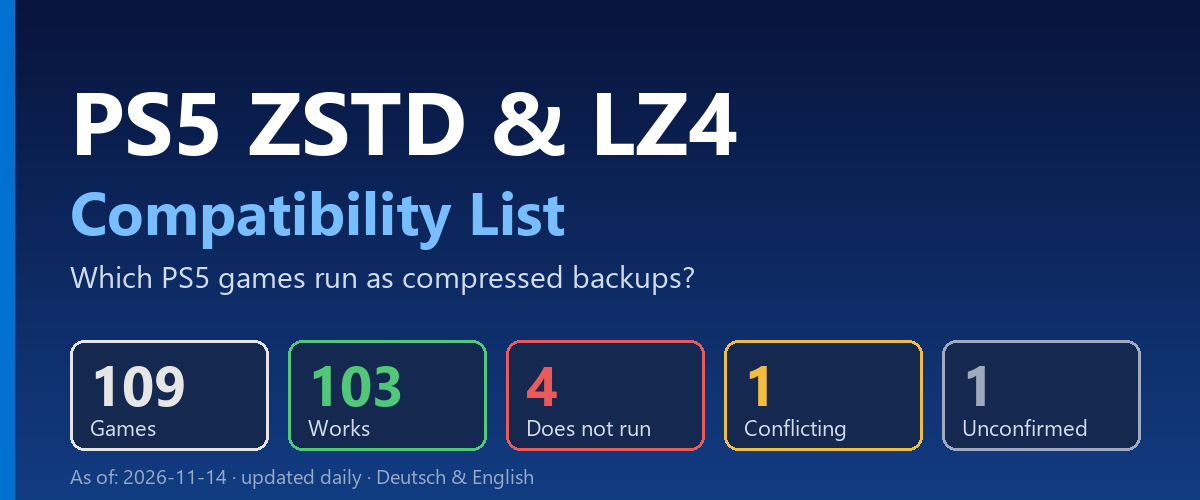 PS5 ZSTD & LZ4
Compatibility List
Which PS5 games run as compressed backups?
109
Games
103
Works
4
Does not run
1
Conflicting
1
Unconfirmed
As of: 2026-11-14 · updated daily · Deutsch & English